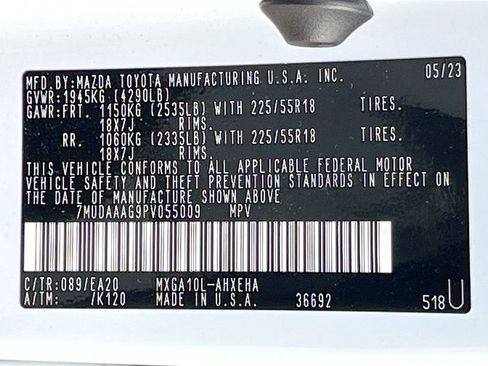 MFD.BY:MAZDA TOYOTA MANUFACTURING U.S.A. INC. 05/23
GVWR:1945KG (4290LB)
GAWR:FRT. 1150KG (2535LB) WITH 225/55R18 TIRES.
18X7J RIMS.
RR. 1060KG (2335LB) WITH 225/55R18 TIRES.
18X7J RIMS.
THIS VEHICLE CONFORMS TO ALL APPLICABLE FEDERAL MOTOR
VEHICLE SAFETY AND THEFT PREVENTION STANDARDS IN EFFECT ON
THE DATE OF MANUFACTURE SHOWN ABOVE
7MUDAAAG9PV055009 MPV
C/TR:089/EA20 MXGA10L-AHXEHA
A/TM: /K120 MADE IN U.S.A. 36692 518U